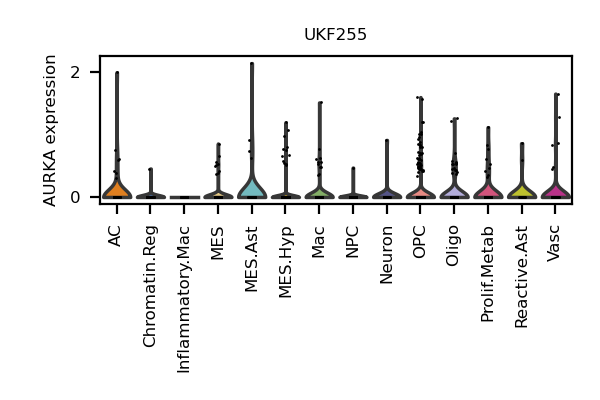 UKF255
AURKA expression
2
0
AC
Chromatin.Reg
Inflammatory.Mac
MES
MES.Ast
MES.Hyp
Mac
NPC
Neuron
OPC
Oligo
Prolif.Metab
Reactive.Ast
Vasc